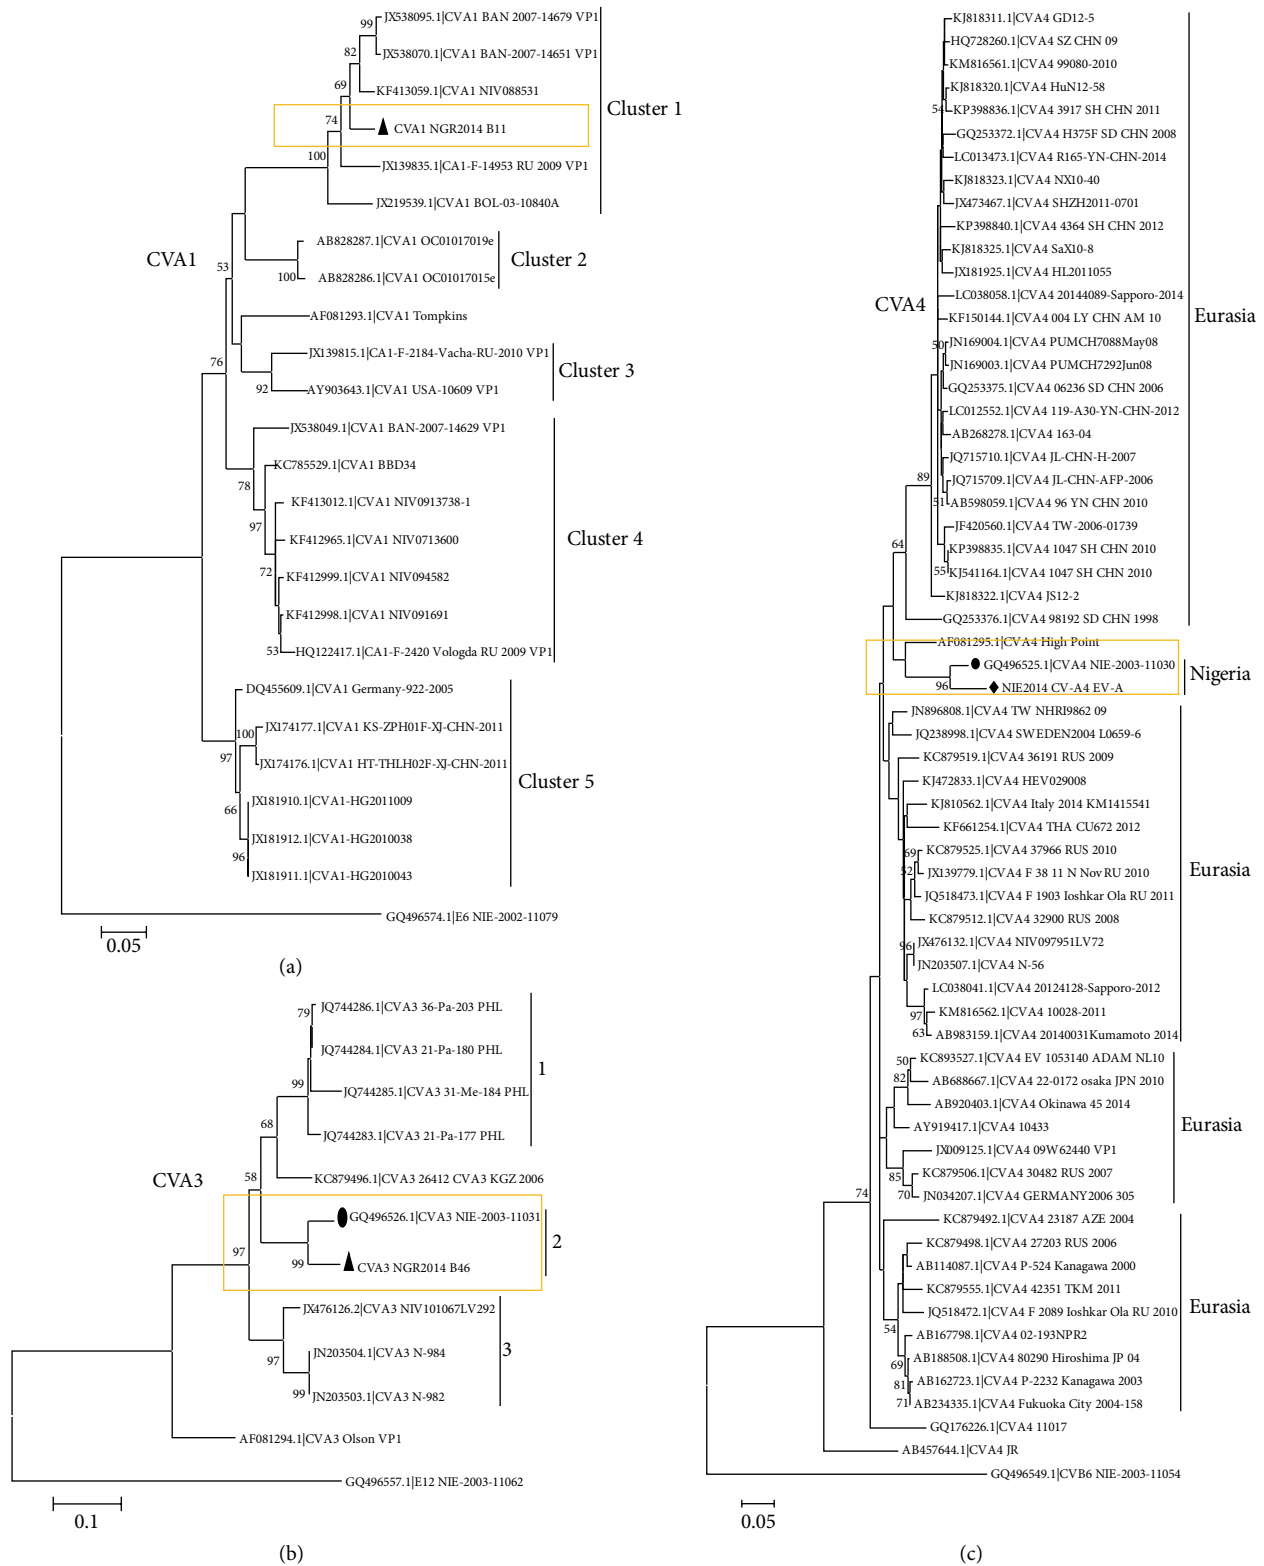 JX538095.1|CVA1 BAN 2007-14679 VP1
99
JX538070.1|CVA1 BAN-2007-14651 VP1
82
KF413059.1|CVA1 NIV088531
69
Cluster 1
CVA1 NGR2014 B11
74
JX139835.1|CA1-F-14953 RU 2009 VP1
100
JX219539.1|CVA1 BOL-03-10840A
AB828287.1|CVA1 OC01017019e
CVA1
53
Cluster 2
AB828286.1|CVA1 OC01017015e
100
AF081293.1|CVA1 Tompkins
JX139815.1|CA1-F-2184-Vacha-RU-2010 VP1
76
Cluster 3
AY903643.1|CVA1 USA-10609 VP1
92
JX538049.1|CVA1 BAN-2007-14629 VP1
KC785529.1|CVA1 BBD34
78
KF413012.1|CVA1 NIV0913738-1
97
KF412965.1|CVA1 NIV0713600
Cluster 4
72
KF412999.1|CVA1 NIV094582
KF412998.1|CVA1 NIV091691
53
HQ122417.1|CA1-F-2420 Vologda RU 2009 VP1
DQ455609.1|CVA1 Germany-922-2005
JX174177.1|CVA1 KS-ZPH01F-XJ-CHN-2011
100
97
JX174176.1|CVA1 HT-THLH02F-XJ-CHN-2011
Cluster 5
JX181910.1|CVA1-HG2011009
66
JX181912.1|CVA1-HG2010038
96
JX181911.1|CVA1-HG2010043
GQ496574.1|E6 NIE-2002-11079
0.05
(a)
JQ744286.1|CVA3 36-Pa-203 PHL
79
JQ744284.1|CVA3 21-Pa-180 PHL
1
99
JQ744285.1|CVA3 31-Me-184 PHL
68
JQ744283.1|CVA3 21-Pa-177 PHL
CVA3
58
KC879496.1|CVA3 26412 CVA3 KGZ 2006
GQ496526.1|CVA3 NIE-2003-11031
2
97
99
CVA3 NGR2014 B46
JX476126.2|CVA3 NIV101067LV292
97
JN203504.1|CVA3 N-984
3
99
JN203503.1|CVA3 N-982
AF081294.1|CVA3 Olson VP1
GQ496557.1|E12 NIE-2003-11062
0.1
(b)
KJ818311.1|CVA4 GD12-5
HQ728260.1|CVA4 SZ CHN 09
KM816561.1|CVA4 99080-2010
KJ818320.1|CVA4 HuN12-58
54
KP398836.1|CVA4 3917 SH CHN 2011
GQ253372.1|CVA4 H375F SD CHN 2008
LC013473.1|CVA4 R165-YN-CHN-2014
KJ818323.1|CVA4 NX10-40
JX473467.1|CVA4 SHZH2011-0701
KP398840.1|CVA4 4364 SH CHN 2012
KJ818325.1|CVA4 SaX10-8
JX181925.1|CVA4 HL2011055
LC038058.1|CVA4 20144089-Sapporo-2014
CVA4
KF150144.1|CVA4 004 LY CHN AM 10
Eurasia
50
JN169004.1|CVA4 PUMCH7088May08
JN169003.1|CVA4 PUMCH7292Jun08
GQ253375.1|CVA4 06236 SD CHN 2006
LC012552.1|CVA4 119-A30-YN-CHN-2012
AB268278.1|CVA4 163-04
JQ715710.1|CVA4 JL-CHN-H-2007
89
JQ715709.1|CVA4 JL-CHN-AFP-2006
51
AB598059.1|CVA4 96 YN CHN 2010
JF420560.1|CVA4 TW-2006-01739
64
KP398835.1|CVA4 1047 SH CHN 2010
55
KJ541164.1|CVA4 1047 SH CHN 2010
KJ818322.1|CVA4 JS12-2
GQ253376.1|CVA4 98192 SD CHN 1998
AF081295.1|CVA4 High Point
GQ496525.1|CVA4 NIE-2003-11030
Nigeria
96
NIE2014 CV-A4 EV-A
JN896808.1|CVA4 TW NHRI9862 09
JQ238998.1|CVA4 SWEDEN2004 L0659-6
KC879519.1|CVA4 36191 RUS 2009
KJ472833.1|CVA4 HEV029008
KJ810562.1|CVA4 Italy 2014 KM1415541
KF661254.1|CVA4 THA CU672 2012
69
KC879525.1|CVA4 37966 RUS 2010
Eurasia
52
JX139779.1|CVA4 F 38 11 N Nov RU 2010
JQ518473.1|CVA4 F 1903 Ioshkar Ola RU 2011
KC879512.1|CVA4 32900 RUS 2008
96
JX476132.1|CVA4 NIV097951LV72
JN203507.1|CVA4 N-56
LC038041.1|CVA4 20124128-Sapporo-2012
97
KM816562.1|CVA4 10028-2011
63
AB983159.1|CVA4 20140031Kumamoto 2014
50
KC893527.1|CVA4 EV 1053140 ADAM NL10
82
AB688667.1|CVA4 22-0172 osaka JPN 2010
AB920403.1|CVA4 Okinawa 45 2014
AY919417.1|CVA4 10433
Eurasia
JX009125.1|CVA4 09W62440 VP1
85
KC879506.1|CVA4 30482 RUS 2007
74
70
JN034207.1|CVA4 GERMANY2006 305
KC879492.1|CVA4 23187 AZE 2004
KC879498.1|CVA4 27203 RUS 2006
AB114087.1|CVA4 P-524 Kanagawa 2000
KC879555.1|CVA4 42351 TKM 2011
Eurasia
JQ518472.1|CVA4 F 2089 Ioshkar Ola RU 2010
54
AB167798.1|CVA4 02-193NPR2
AB188508.1|CVA4 80290 Hiroshima JP 04
69
AB162723.1|CVA4 P-2232 Kanagawa 2003
81
71
AB234335.1|CVA4 Fukuoka City 2004-158
GQ176226.1|CVA4 11017
AB457644.1|CVA4 JR
GQ496549.1|CVB6 NIE-2003-11054
0.05
(c)